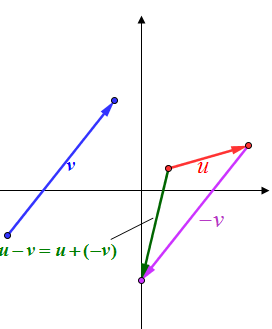 v
u
−v
u − v = u + (−v)